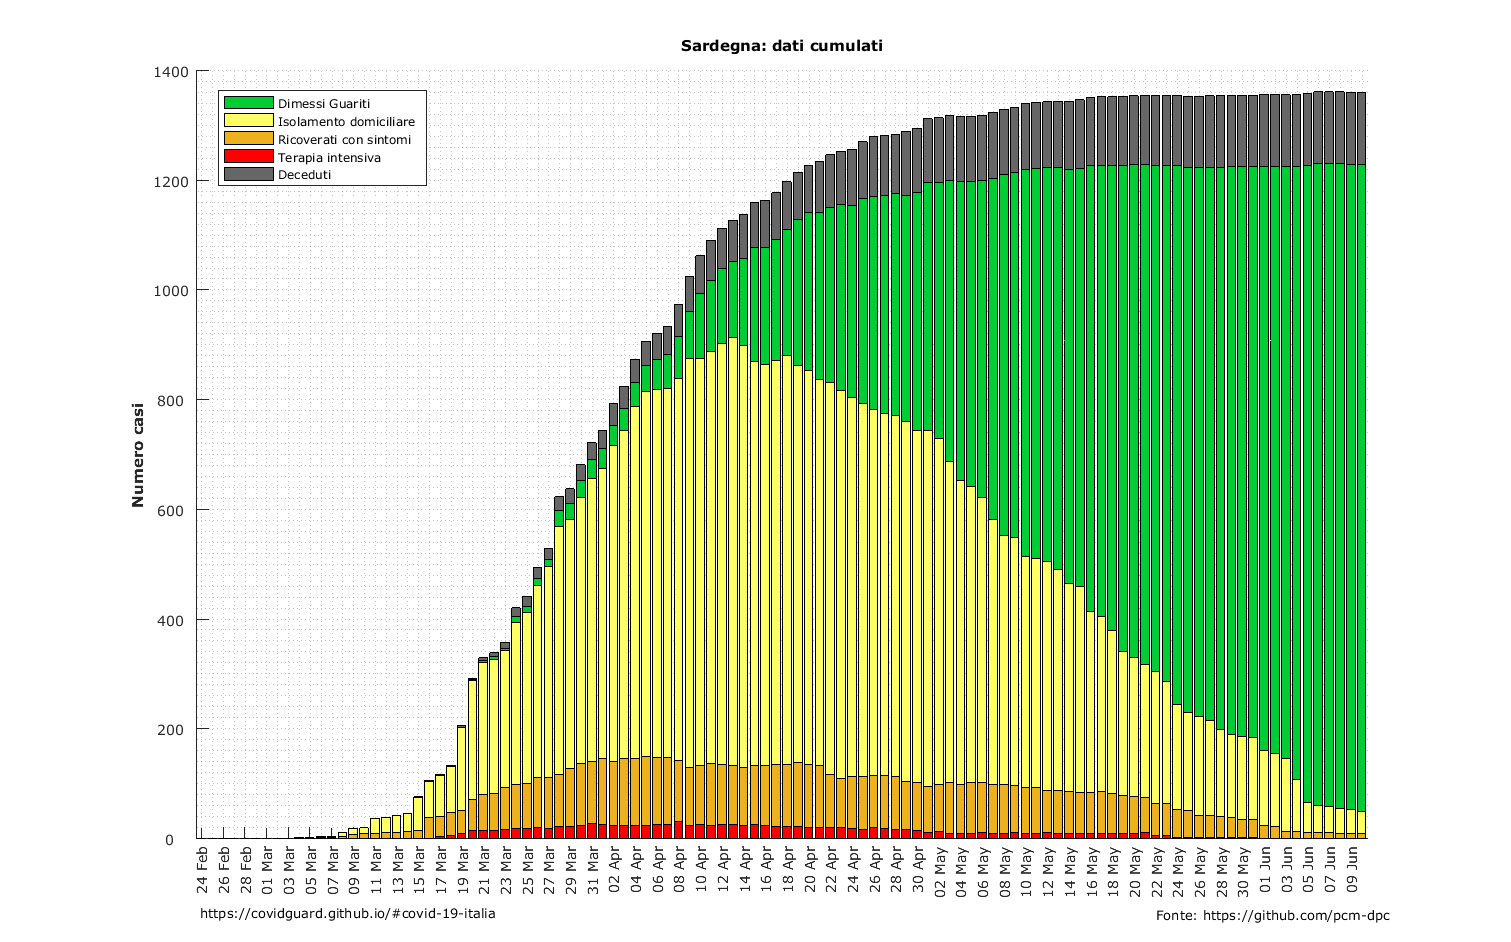 Sardegna: dati cumulati
1400
1200
1000
800
600
400
200
0
Numero casi
Dimessi Guariti
Isolamento domiciliare
Ricoverati con sintomi
Terapia intensiva
Deceduti
24 Feb
26 Feb
28 Feb
01 Mar
03 Mar
05 Mar
07 Mar
09 Mar
11 Mar
13 Mar
15 Mar
17 Mar
19 Mar
21 Mar
23 Mar
25 Mar
27 Mar
29 Mar
31 Mar
02 Apr
04 Apr
06 Apr
08 Apr
10 Apr
12 Apr
14 Apr
16 Apr
18 Apr
20 Apr
22 Apr
24 Apr
26 Apr
28 Apr
30 Apr
02 May
04 May
06 May
08 May
10 May
12 May
14 May
16 May
18 May
20 May
22 May
24 May
26 May
28 May
30 May
01 Jun
03 Jun
05 Jun
07 Jun
09 Jun
https://covidguard.github.io/#covid-19-italia
Fonte: https://github.com/pcm-dpc